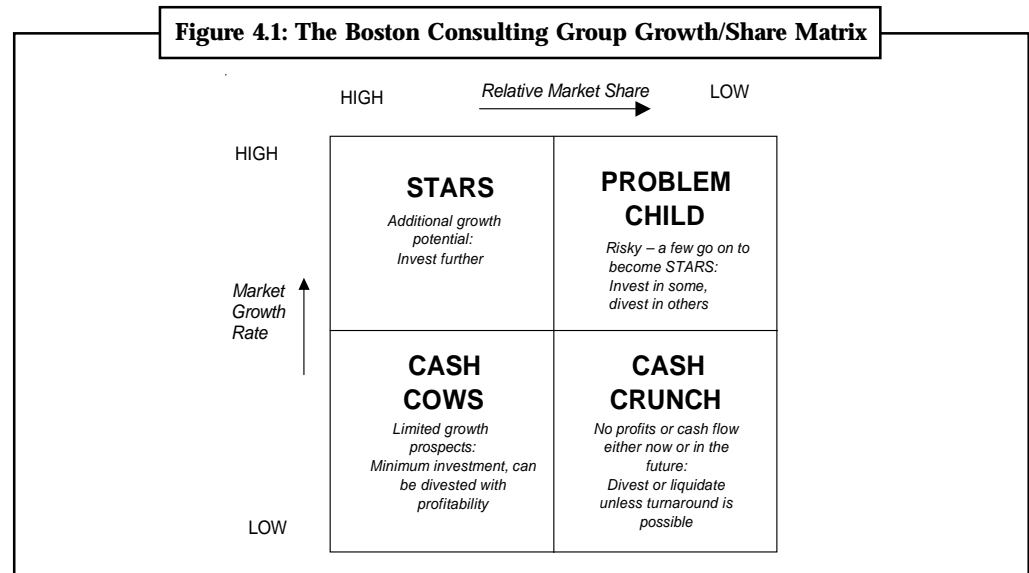 Figure 4.1: The Boston Consulting Group Growth/Share Matrix
HIGH
Relative Market Share
LOW
HIGH
STARS
Additional growth
potential:
Invest further
PROBLEM
CHILD
Risky – a few go on to
become STARS:
Invest in some,
divest in others
Market
Growth
Rate
CASH
COWS
Limited growth
prospects:
Minimum investment, can
be divested with
profitability
CASH
CRUNCH
No profits or cash flow
either now or in the
future:
Divest or liquidate
unless turnaround is
possible
LOW